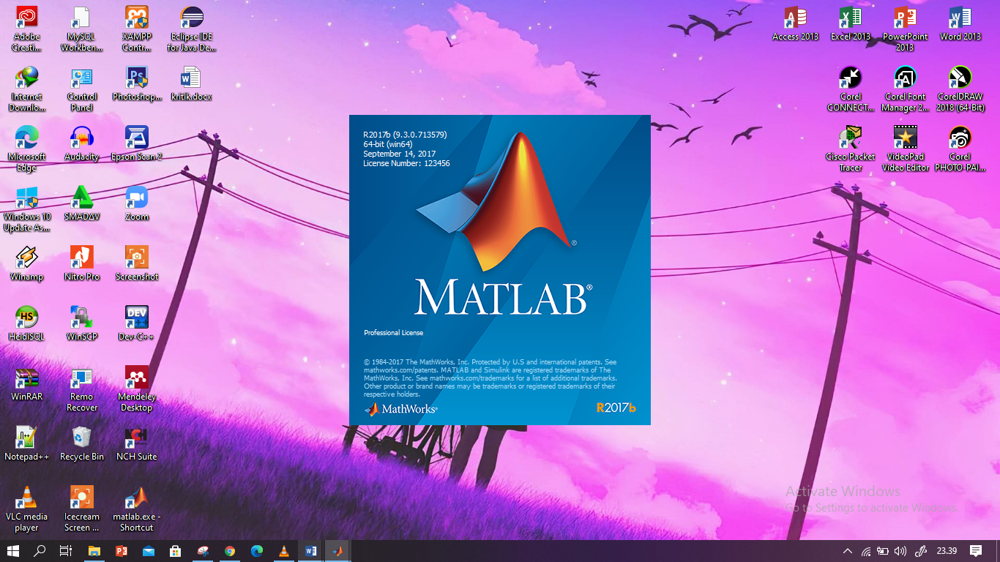 Adobe
Creati...
MySQL
Workben...
XAMPP
Contr...
Eclipse IDE
for Java De...
Access 2013
Excel 2013
PowerPoint
2013
Word 2013
Internet
Downlo...
Control
Panel
Photoshop...
kritik.docx
Corel
CONNECT...
Corel Font
Manager 2...
CorelDRAW
2018 (64-Bit)
Microsoft
Edge
Audacity
Epson Scan 2
Cisco Packet
Tracer
VideoPad
Video Editor
Corel
PHOTO-PAI...
Windows 10
Update As...
SMADΔV
Zoom
Winamp
Nitro Pro
Screenshot
HeidiSQL
WinSCP
Dev-C++
WinRAR
Remo
Recover
Mendeley
Desktop
Notepad++
Recycle Bin
NCH Suite
VLC media
player
Icecream
Screen ...
matlab.exe -
Shortcut
R2017b (9.3.0.713579)
64-bit (win64)
September 14, 2017
License Number: 123456
MATLAB®
Professional License
© 1984-2017 The MathWorks, Inc. Protected by U.S and international patents. See
mathworks.com/patents. MATLAB and Simulink are registered trademarks of The
MathWorks, Inc. See mathworks.com/trademarks for a list of additional trademarks.
Other product or brand names may be trademarks or registered trademarks of their
respective holders.
MathWorks®
R2017b
Activate Windows
Go to Settings to activate Windows.
23.39